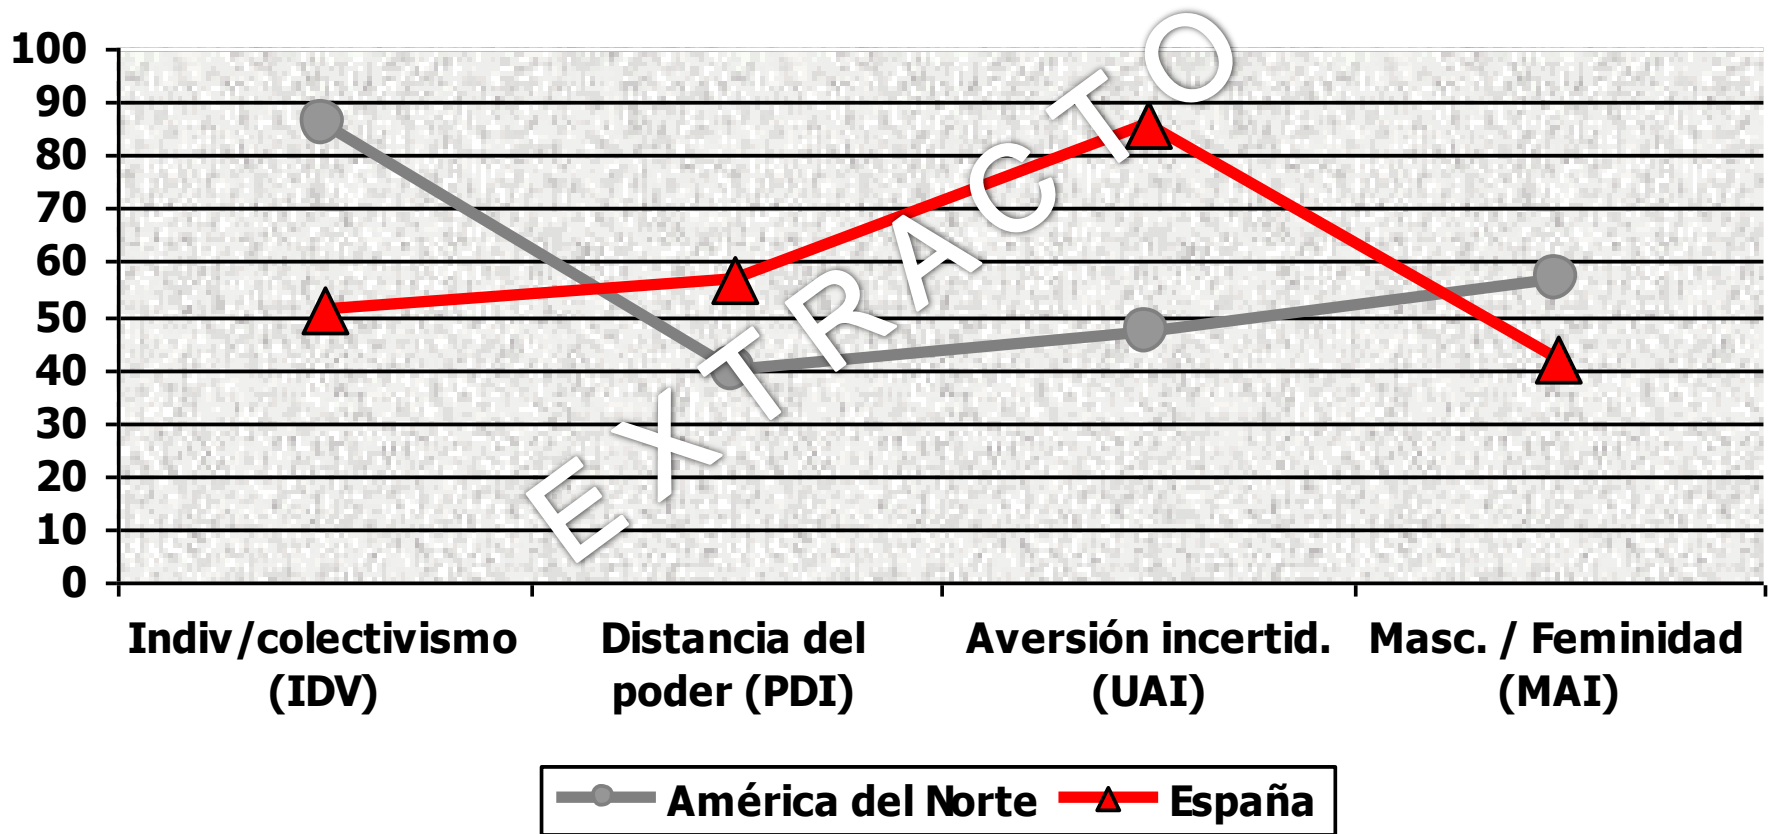 100
90
80
70
60
50
40
30
20
10
0
EXTRACTO
Indiv/colectivismo
(IDV)
Distancia del
poder (PDI)
Aversión incertid.
(UAI)
Masc. / Feminidad
(MAI)
América del Norte
España